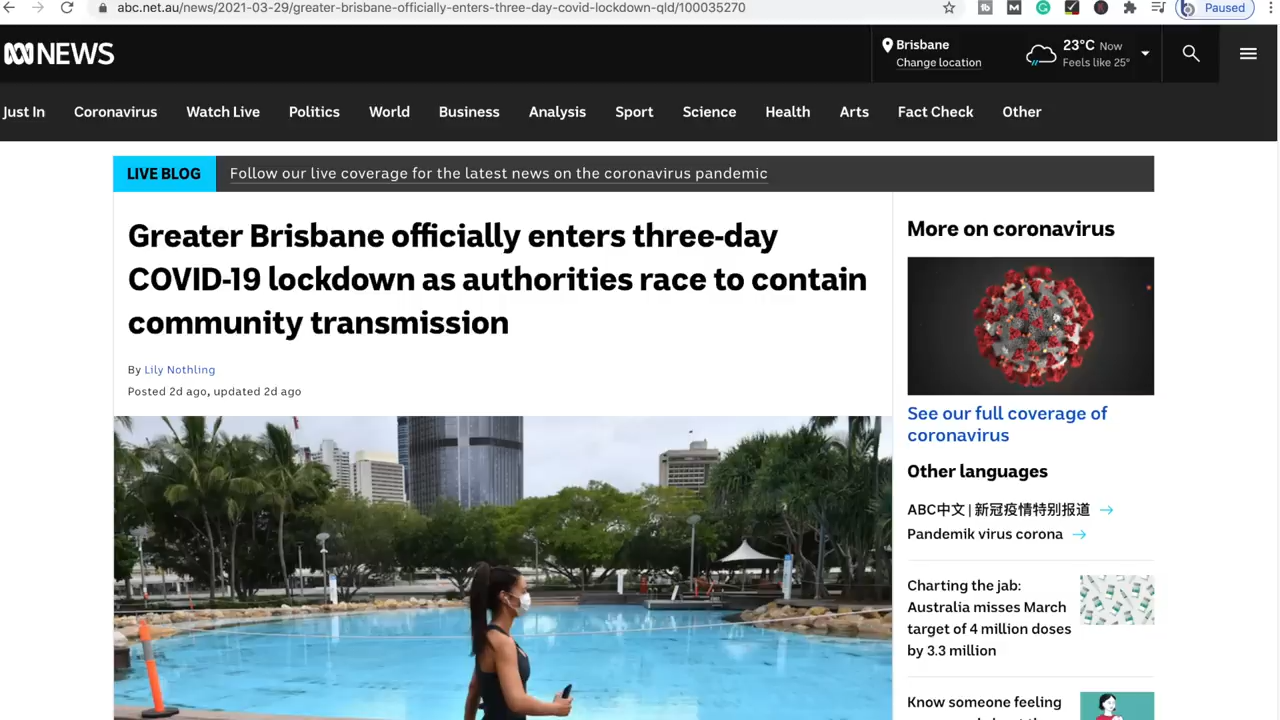 abc.net.au/news/2021-03-29/greater-brisbane-officially-enters-three-day-covid-lockdown-qld/100035270
Paused
NEWS
Brisbane
Change location
23°C Now
Feels like 25°
Just In
Coronavirus
Watch Live
Politics
World
Business
Analysis
Sport
Science
Health
Arts
Fact Check
Other
LIVE BLOG
Follow our live coverage for the latest news on the coronavirus pandemic
Greater Brisbane officially enters three-day
COVID-19 lockdown as authorities race to contain
community transmission
By Lily Nothling
Posted 2d ago, updated 2d ago
More on coronavirus
See our full coverage of
coronavirus
Other languages
ABC中文 | 新冠疫情特别报道
Pandemik virus corona
Charting the jab:
Australia misses March
target of 4 million doses
by 3.3 million
Know someone feeling